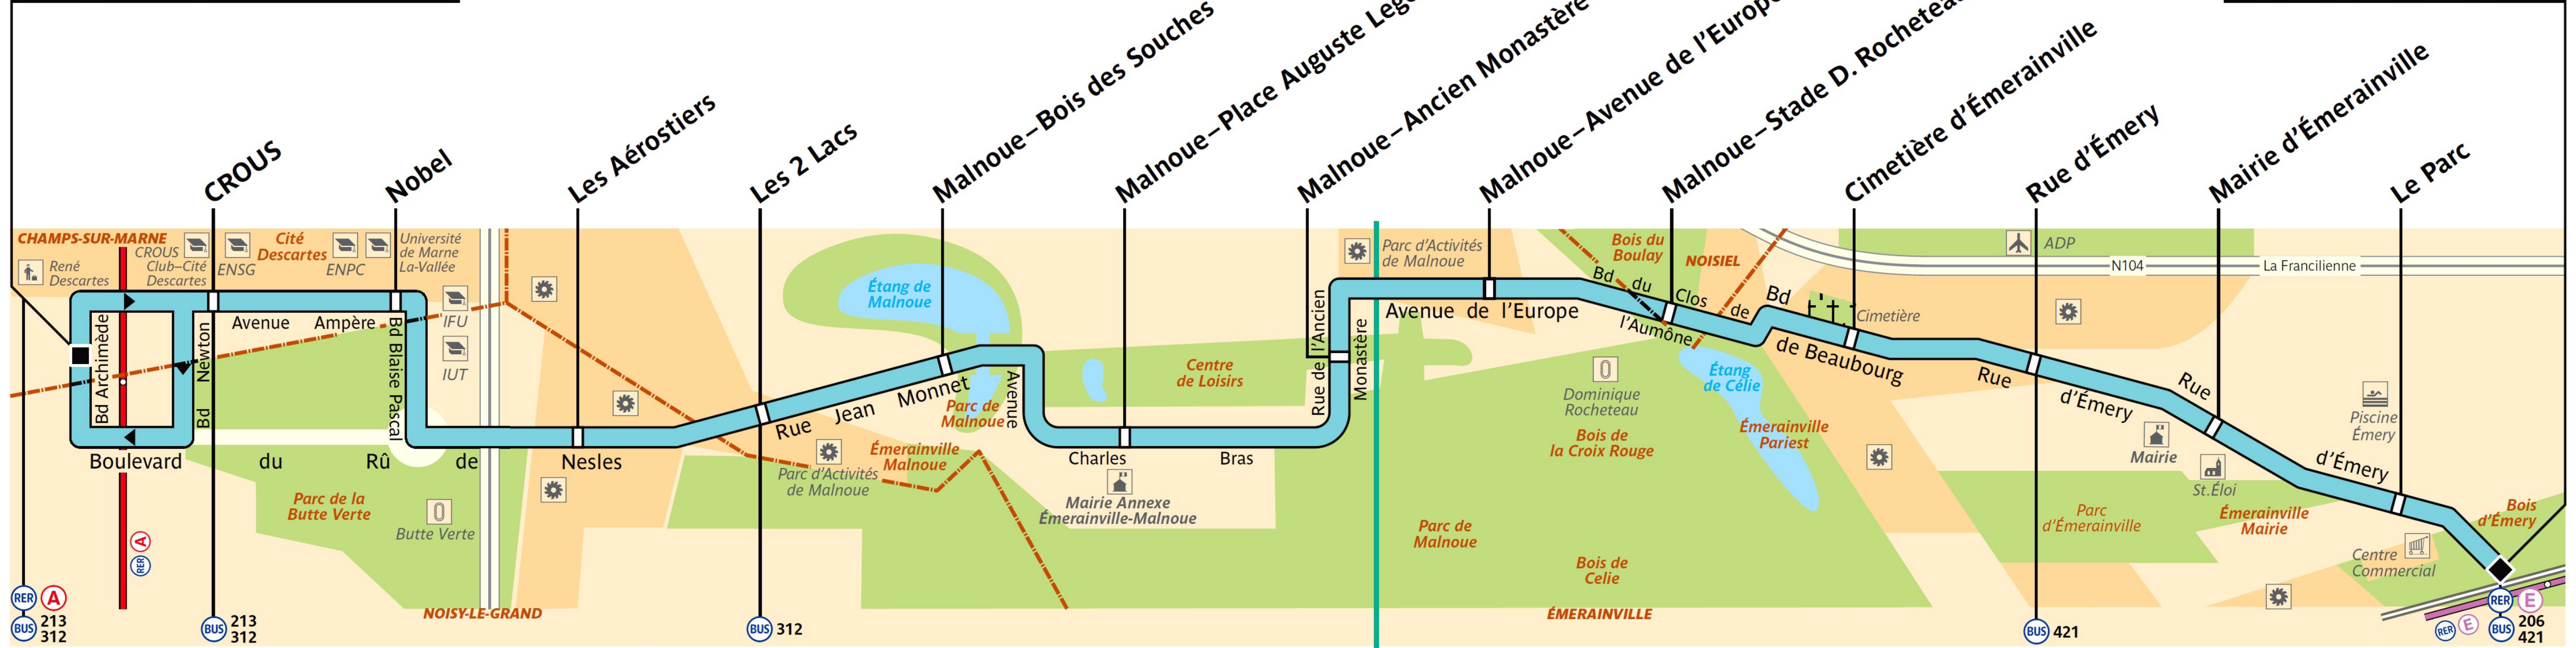 CROUS
Nobel
Les Aérostiers
Les 2 Lacs
Malnoue–Bois des Souches
Malnoue–Place Auguste
Malnoue–Ancien Monastère
Malnoue–Avenue de l'Europe
Malnoue–Stade D. Rocheteau
Cimetière d'Émerainville
Rue d'Émery
Mairie d'Émerainville
Le Parc
CHAMPS-SUR-MARNE
René
Descartes
CROUS
Club–Cité
Descartes
ENSG
Cité
Descartes
ENPC
Université
de Marne
La-Vallée
IFU
IUT
Bd Archimède
Bd Newton
Avenue Ampère
Bd Blaise Pascal
Boulevard du Rû de Nesles
Parc de la
Butte Verte
Butte Verte
NOISY-LE-GRAND
A
RER
RER A
BUS 213
312
BUS 213
312
BUS 312
Étang de
Malnoue
Rue Jean Monnet
Parc de
Malnoue
Émerainville
Malnoue
Parc d'Activités
de Malnoue
Avenue Charles Bras
Mairie Annexe
Émerainville-Malnoue
Centre
de Loisirs
Rue de l'Ancien
Monastère
Parc d'Activités
de Malnoue
Avenue de l'Europe
Bois du
Boulay
NOISIEL
Bd du Clos de
l'Aumône
Bd
de Beaubourg
Cimetière
ADP
N104
La Francilienne
Dominique
Rocheteau
Bois de
la Croix Rouge
Étang
de Célie
Émerainville
Pariest
Parc de
Malnoue
Bois de
Celie
ÉMERAINVILLE
Rue d'Émery
Rue d'Émery
Mairie
St.Éloi
Piscine
Émery
Parc
d'Émerainville
Émerainville
Mairie
Bois
d'Émery
Centre
Commercial
BUS 421
RER E
RER E
BUS 206
421